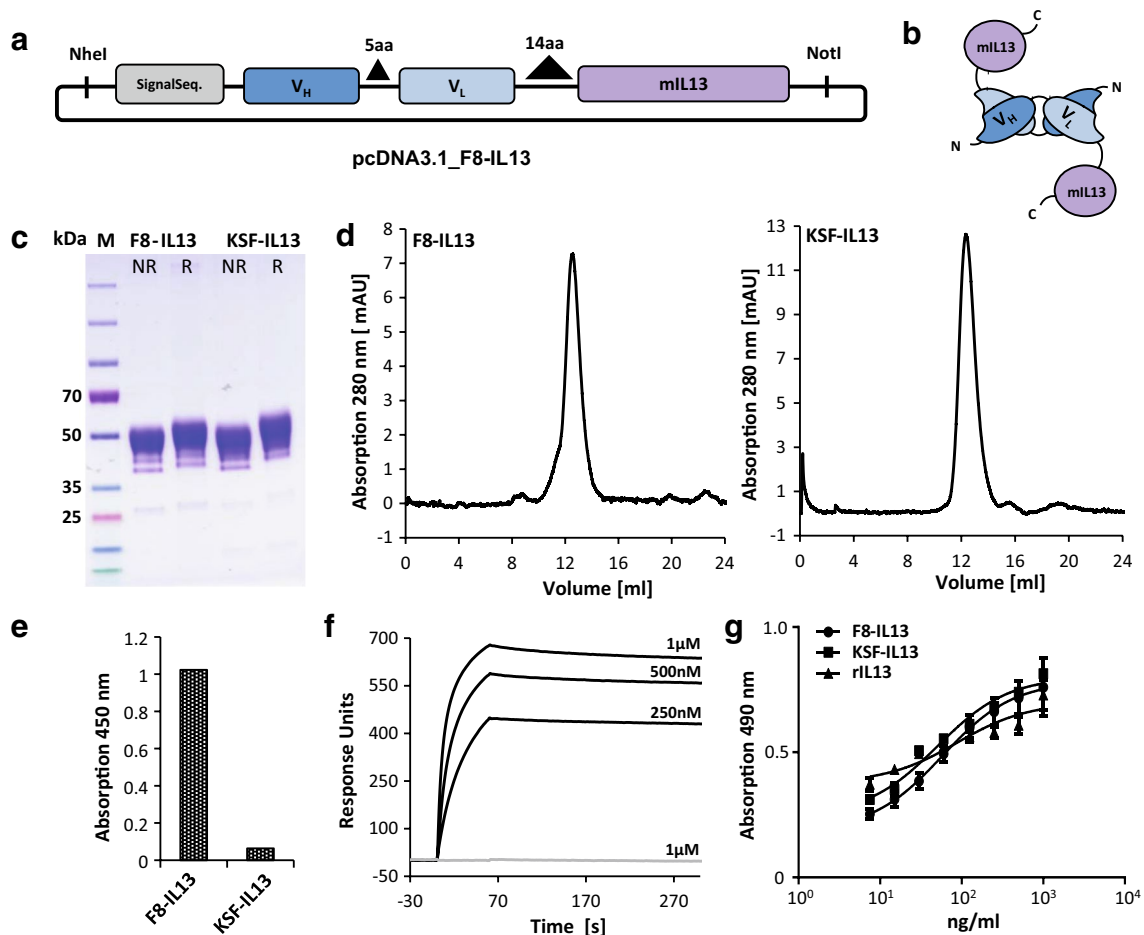 a
NheI
5aa
14aa
NotI
SignalSeq.
VH
VL
mIL13
pcDNA3.1_F8-IL13
b
C
mIL13
N
VH
VL
N
mIL13
C
c
kDa M F8-IL13 KSF-IL13
NR R NR R
70
50
35
25
d
F8-IL13
Absorption 280 nm [ mAU]
8
7
6
5
4
3
2
1
0
-1
0 4 8 12 16 20 24
Volume [ml]
KSF-IL13
Absorption 280 nm [mAU]
13
11
9
7
5
3
1
-1
0 4 8 12 16 20 24
Volume [ml]
e
Absorption 450 nm
1.2
1
0.8
0.6
0.4
0.2
0
F8-IL13
KSF-IL13
f
Response Units
700
550
400
250
100
-50
1µM
500nM
250nM
1µM
-30 70 170 270
Time [s]
g
F8-IL13
KSF-IL13
rIL13
Absorption 490 nm
1.0
0.5
0
10⁰ 10¹ 10² 10³ 10⁴
ng/ml